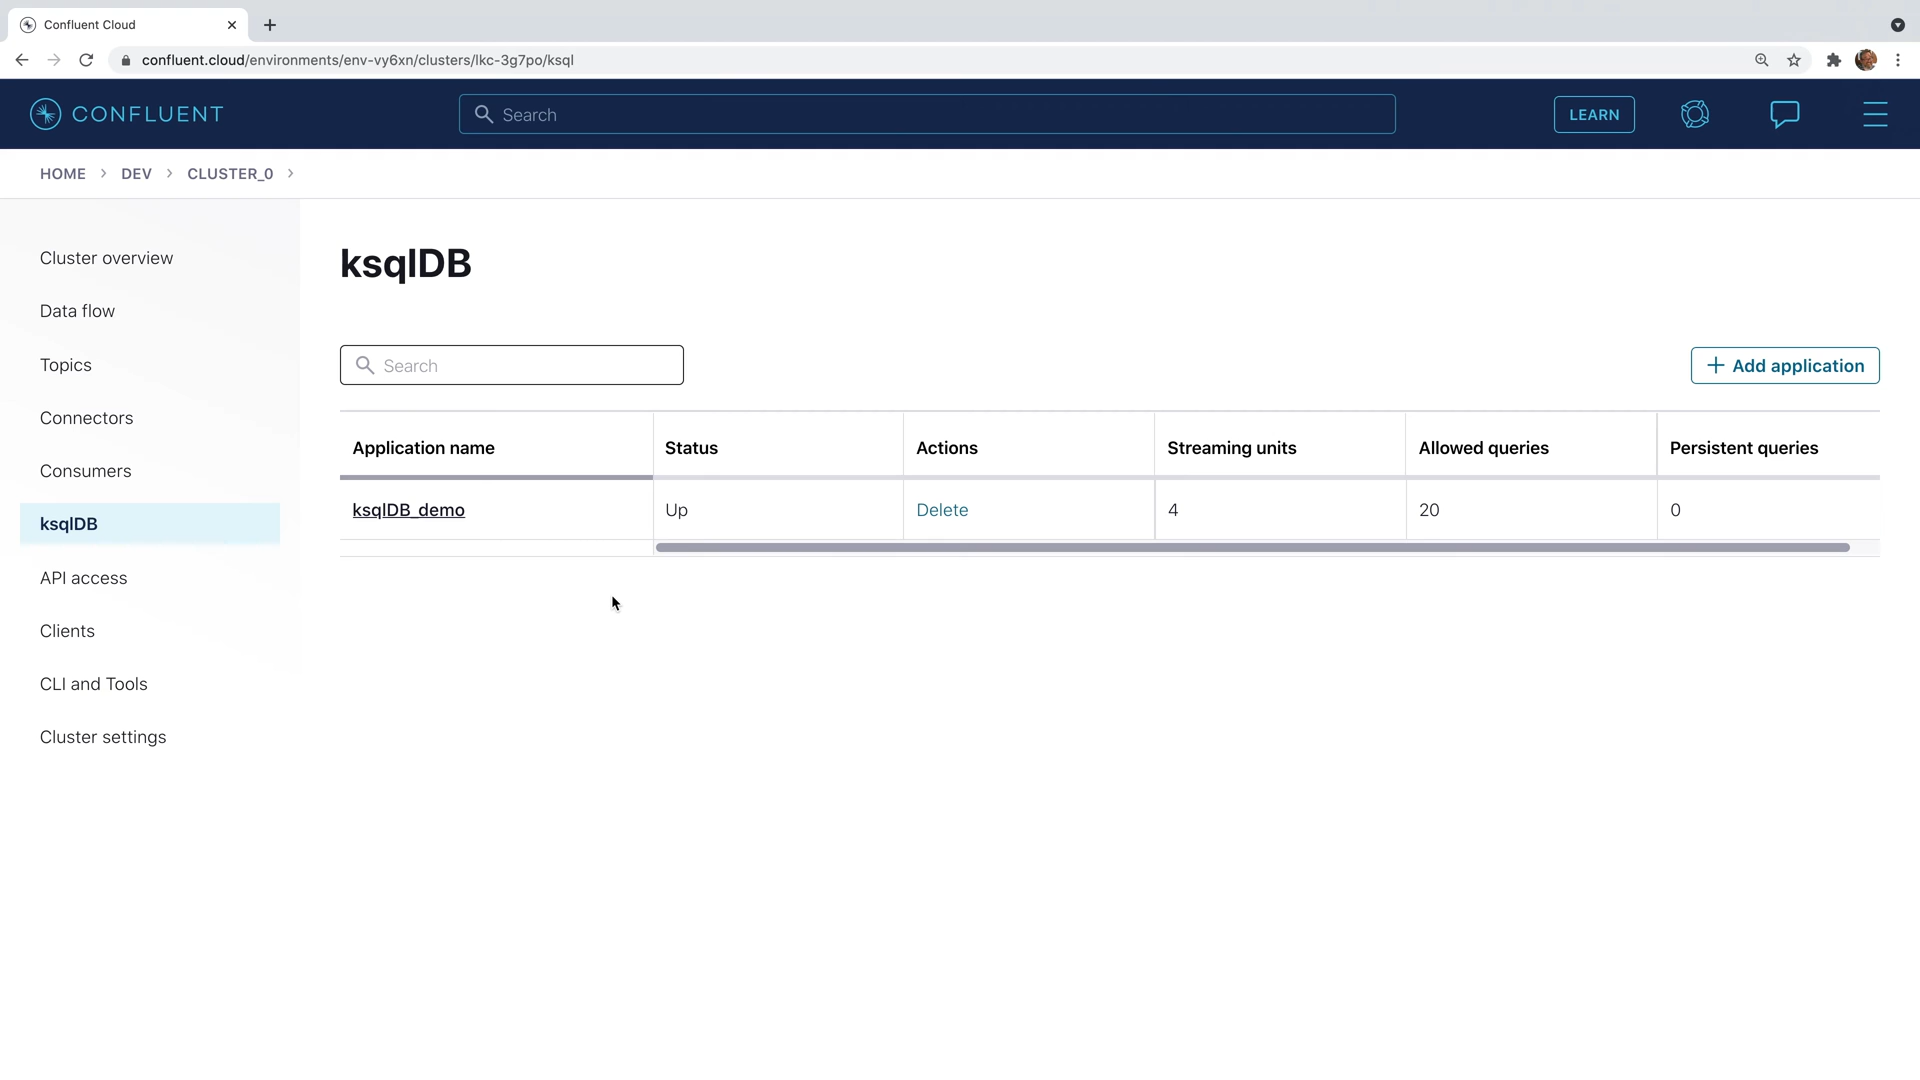 Confluent Cloud
confluent.cloud/environments/env-vy6xn/clusters/lkc-3g7po/ksql
CONFLUENT
Search
LEARN
HOME > DEV > CLUSTER_0 >
Cluster overview
Data flow
Topics
Connectors
Consumers
ksqlDB
API access
Clients
CLI and Tools
Cluster settings
ksqlDB
Search
+ Add application
Application name Status Actions Streaming units Allowed queries Persistent queries
ksqlDB_demo Up Delete 4 20 0